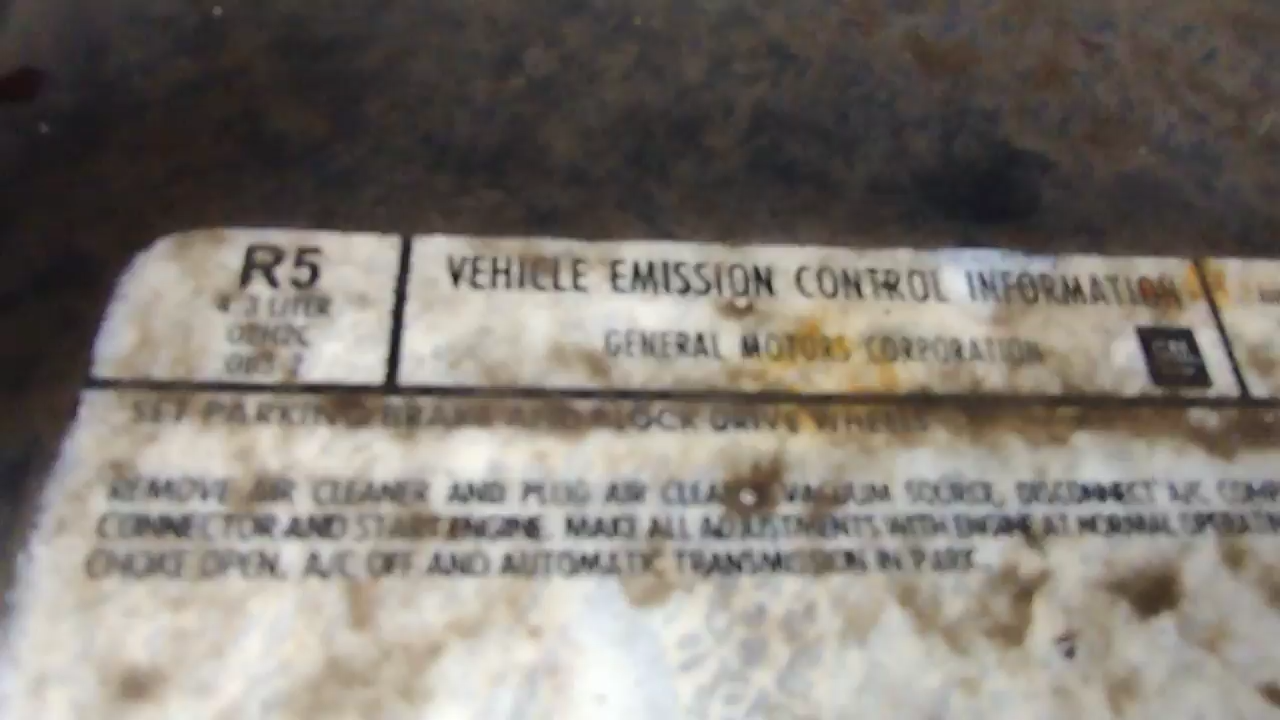 R5
4.3 LITER
VEHICLE EMISSION CONTROL INFORMATION
GENERAL MOTORS CORPORATION
GM
SET PARKING BRAKE AND BLOCK DRIVE WHEELS
REMOVE AIR CLEANER AND PLUG AIR CLEANER VACUUM SOURCE, DISCONNECT A/C
CONNECTOR AND START ENGINE. MAKE ALL ADJUSTMENTS WITH ENGINE AT NORMAL
CHOKE OPEN, A/C OFF AND AUTOMATIC TRANSMISSION IN PARK.